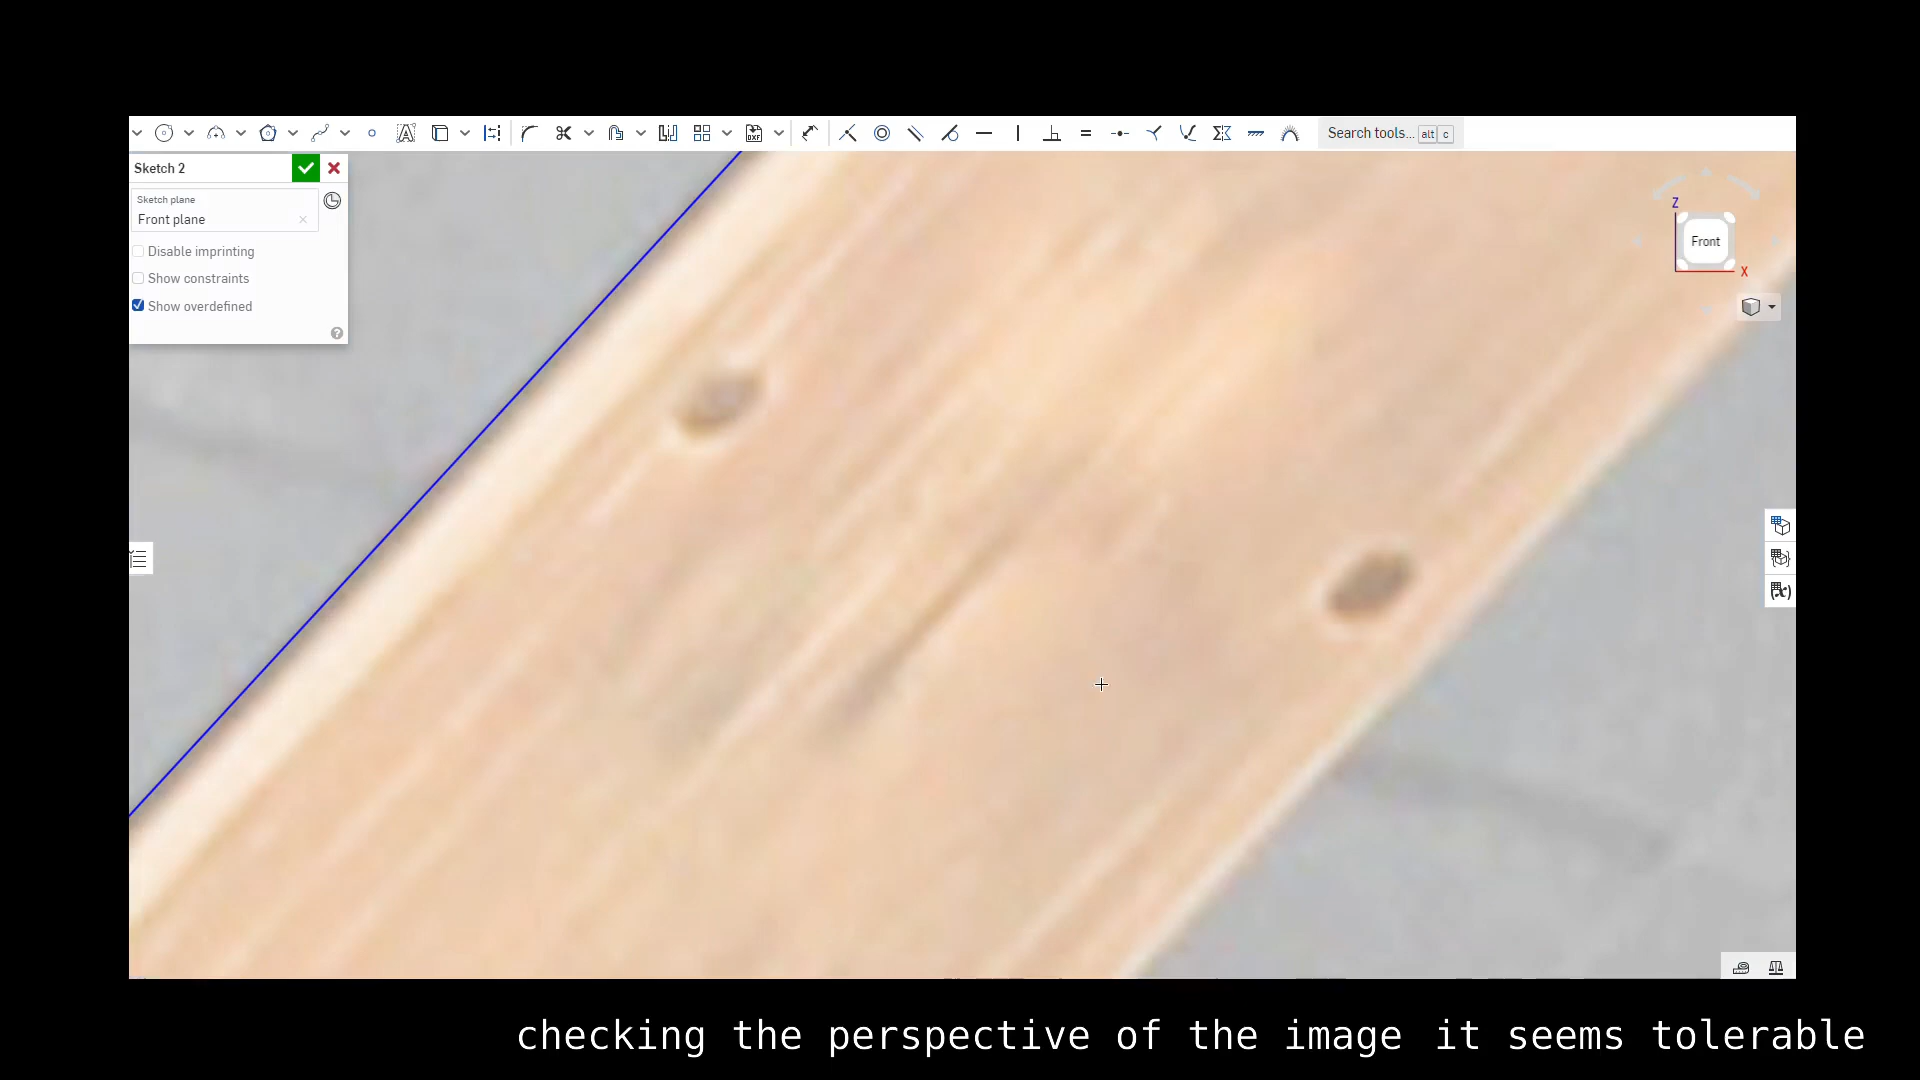 Search tools... alt c
Sketch 2
Sketch plane
Front plane
Disable imprinting
Show constraints
Show overdefined
Z
Front
X
checking the perspective of the image it seems tolerable